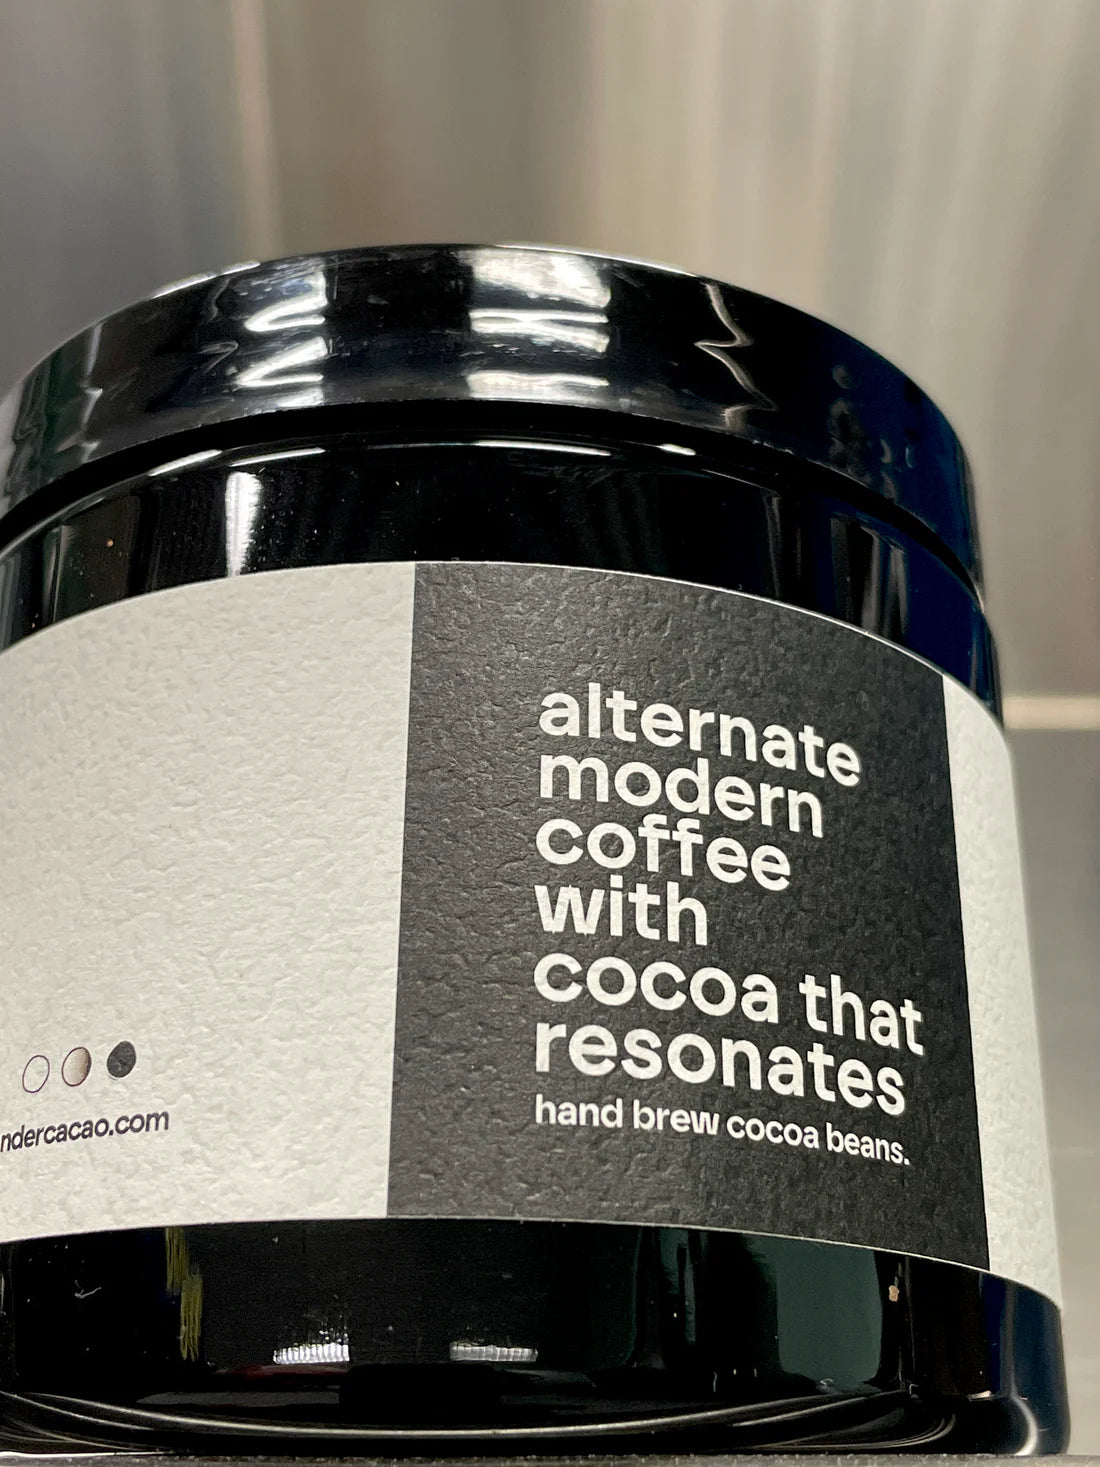 alternate
modern
coffee
with
cocoa that
resonates
hand brew cocoa beans.
ndercacao.com